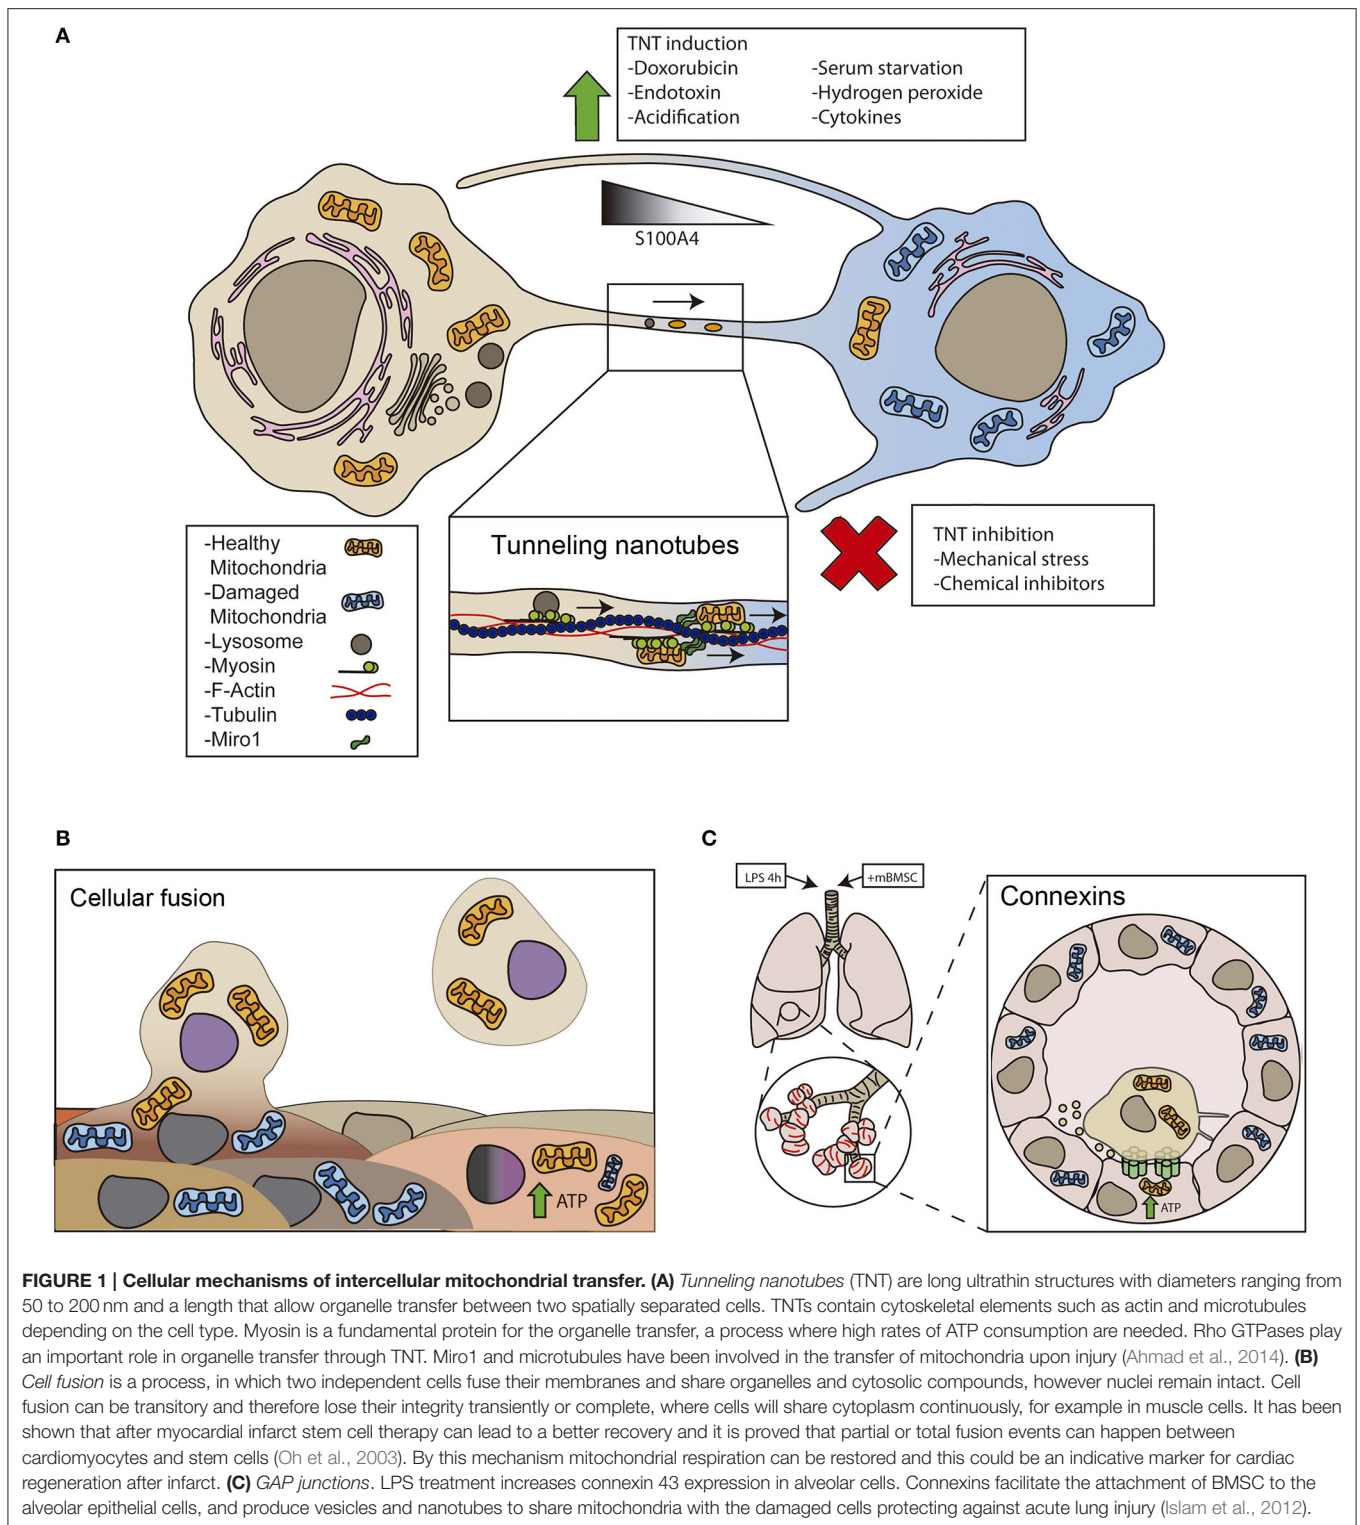 A
TNT induction
-Doxorubicin
-Endotoxin
-Acidification
-Serum starvation
-Hydrogen peroxide
-Cytokines
S100A4
-Healthy
Mitochondria
-Damaged
Mitochondria
-Lysosome
-Myosin
-F-Actin
-Tubulin
-Miro1
Tunneling nanotubes
TNT inhibition
-Mechanical stress
-Chemical inhibitors
B
Cellular fusion
ATP
C
LPS 4h
+mBMSC
Connexins
ATP
FIGURE 1 | Cellular mechanisms of intercellular mitochondrial transfer. (A) Tunneling nanotubes (TNT) are long ultrathin structures with diameters ranging from
50 to 200 nm and a length that allow organelle transfer between two spatially separated cells. TNTs contain cytoskeletal elements such as actin and microtubules
depending on the cell type. Myosin is a fundamental protein for the organelle transfer, a process where high rates of ATP consumption are needed. Rho GTPases play
an important role in organelle transfer through TNT. Miro1 and microtubules have been involved in the transfer of mitochondria upon injury (Ahmad et al., 2014). (B)
Cell fusion is a process, in which two independent cells fuse their membranes and share organelles and cytosolic compounds, however nuclei remain intact. Cell
fusion can be transitory and therefore lose their integrity transiently or complete, where cells will share cytoplasm continuously, for example in muscle cells. It has been
shown that after myocardial infarct stem cell therapy can lead to a better recovery and it is proved that partial or total fusion events can happen between
cardiomyocytes and stem cells (Oh et al., 2003). By this mechanism mitochondrial respiration can be restored and this could be an indicative marker for cardiac
regeneration after infarct. (C) GAP junctions. LPS treatment increases connexin 43 expression in alveolar cells. Connexins facilitate the attachment of BMSC to the
alveolar epithelial cells, and produce vesicles and nanotubes to share mitochondria with the damaged cells protecting against acute lung injury (Islam et al., 2012).